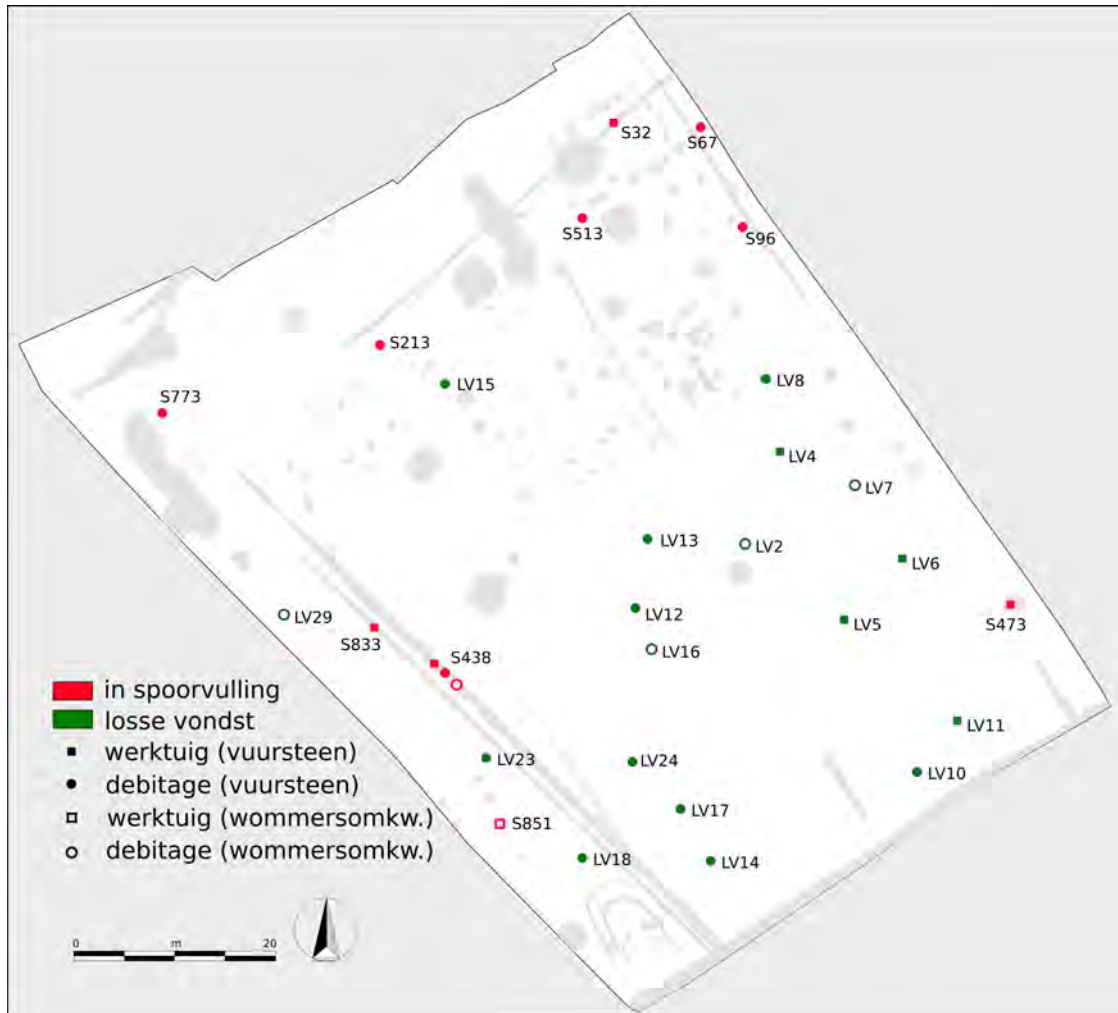 S32
S67
S513
S96
S213
LV15
LV8
S773
LV4
LV7
LV13
LV2
LV6
LV12
LV29
S473
LV5
S833
LV16
S438
in spoorvulling
losse vondst
LV11
werktuig (vuursteen)
LV23
LV24
LV10
debitage (vuursteen)
LV17
werktuig (wommersomkw.)
S851
debitage (wommersomkw.)
LV18
LV14
0 m 20